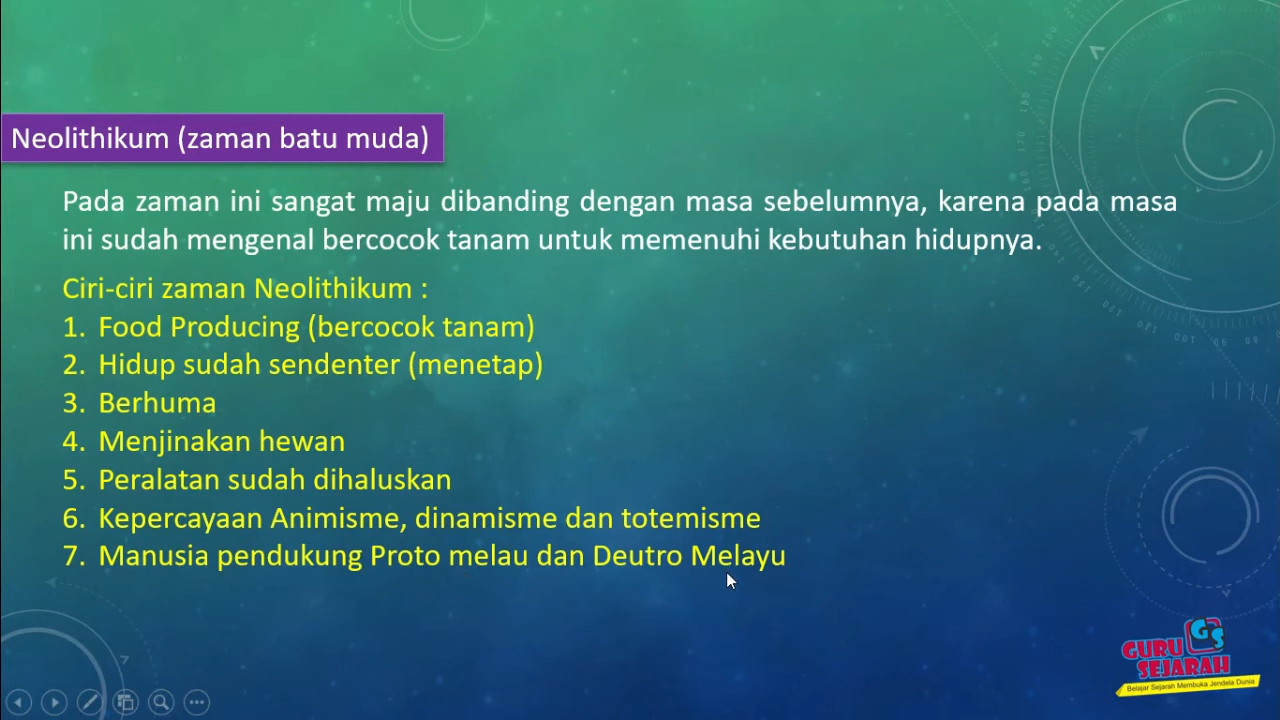 Neolithikum (zaman batu muda)
Pada zaman ini sangat maju dibanding dengan masa sebelumnya, karena pada masa
ini sudah mengenal bercocok tanam untuk memenuhi kebutuhan hidupnya.
Ciri-ciri zaman Neolithikum :
1. Food Producing (bercocok tanam)
2. Hidup sudah sendenter (menetap)
3. Berhuma
4. Menjinakan hewan
5. Peralatan sudah dihaluskan
6. Kepercayaan Animisme, dinamisme dan totemisme
7. Manusia pendukung Proto melau dan Deutro Melayu
GS
GURU
SEJARAH
Belajar Sejarah Membuka Jendela Dunia